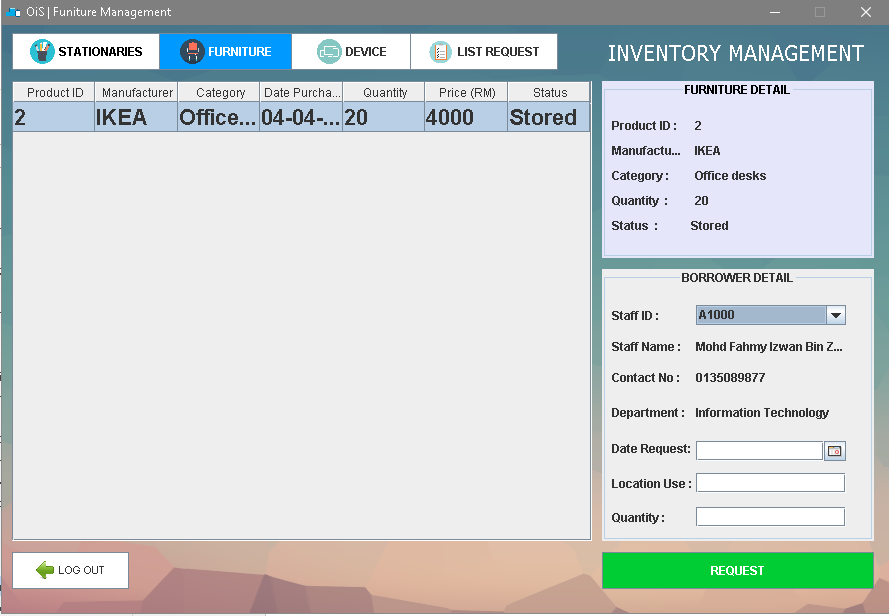 OiS | Funiture Management
STATIONARIES FURNITURE DEVICE LIST REQUEST
INVENTORY MANAGEMENT
Product ID Manufacturer Category Date Purcha... Quantity Price (RM) Status
2 IKEA Office... 04-04-... 20 4000 Stored
FURNITURE DETAIL
Product ID : 2
Manufactu... IKEA
Category : Office desks
Quantity : 20
Status : Stored
BORROWER DETAIL
Staff ID : A1000
Staff Name : Mohd Fahmy Izwan Bin Z...
Contact No : 0135089877
Department : Information Technology
Date Request:
Location Use :
Quantity :
LOG OUT
REQUEST